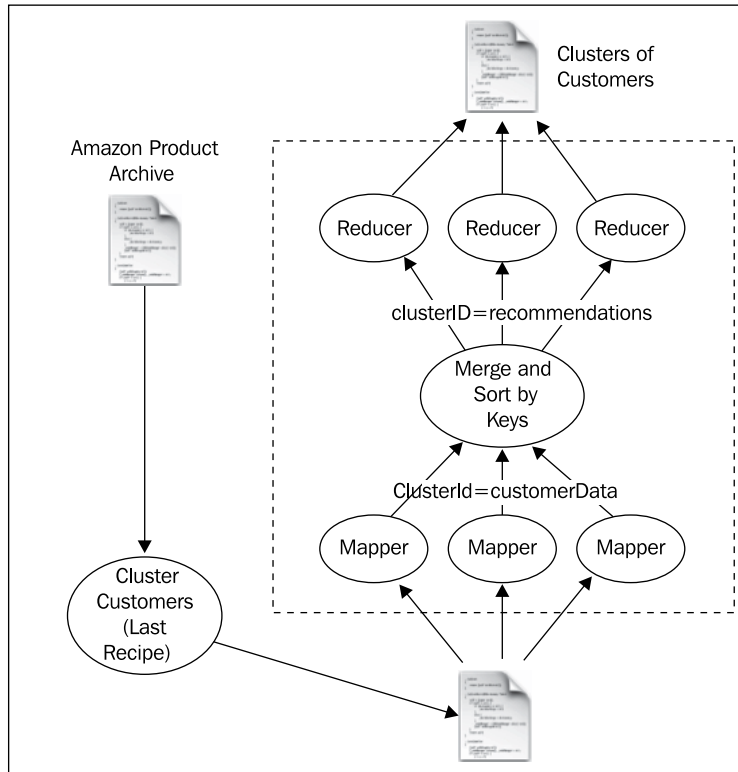 Clusters of
Customers
Amazon Product
Archive
Reducer
Reducer
Reducer
clusterID=recommendations
Merge and
Sort by
Keys
ClusterId=customerData
Mapper
Mapper
Mapper
Cluster
Customers
(Last
Recipe)